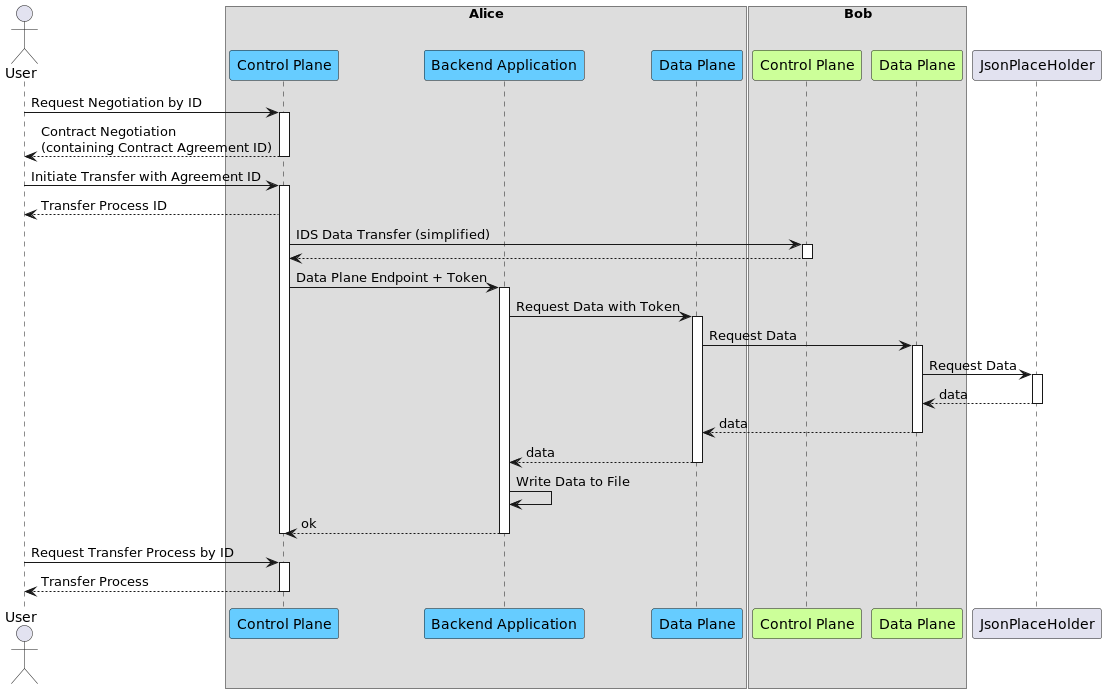 Alice
Bob
User
Control Plane
Backend Application
Data Plane
Control Plane
Data Plane
JsonPlaceHolder
Request Negotiation by ID
Contract Negotiation
(containing Contract Agreement ID)
Initiate Transfer with Agreement ID
Transfer Process ID
IDS Data Transfer (simplified)
Data Plane Endpoint + Token
Request Data with Token
Request Data
Request Data
data
data
data
Write Data to File
ok
Request Transfer Process by ID
Transfer Process
User
Control Plane
Backend Application
Data Plane
Control Plane
Data Plane
JsonPlaceHolder